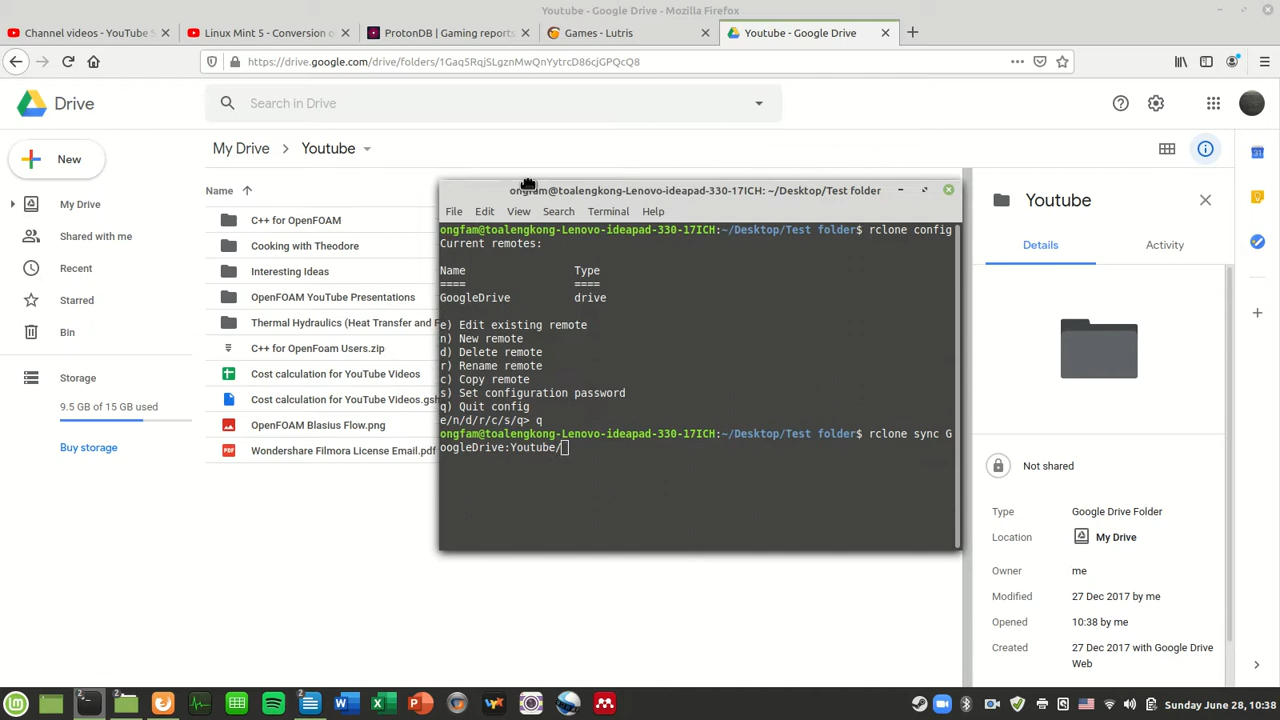 Youtube - Google Drive - Mozilla Firefox
Channel videos - YouTube S
Linux Mint 5 - Conversion o
ProtonDB | Gaming reports
Games - Lutris
Youtube - Google Drive
https://drive.google.com/drive/folders/1Gaq5RqjSLgznMwQnYytrcD86cjGPQcQ8
Drive
Search in Drive
New
My Drive
Shared with me
Recent
Starred
Bin
Storage
9.5 GB of 15 GB used
Buy storage
My Drive > Youtube
Name
C++ for OpenFOAM
Cooking with Theodore
Interesting Ideas
OpenFOAM YouTube Presentations
Thermal Hydraulics (Heat Transfer and F
C++ for OpenFoam Users.zip
Cost calculation for YouTube Videos
Cost calculation for YouTube Videos.gsh
OpenFOAM Blasius Flow.png
Wondershare Filmora License Email.pdf
ongfam@toalengkong-Lenovo-ideapad-330-17ICH: ~/Desktop/Test folder
File Edit View Search Terminal Help
ongfam@toalengkong-Lenovo-ideapad-330-17ICH:~/Desktop/Test folder$ rclone config
Current remotes:
Name Type
==== ====
GoogleDrive drive
e) Edit existing remote
n) New remote
d) Delete remote
r) Rename remote
c) Copy remote
s) Set configuration password
q) Quit config
e/n/d/r/c/s/q> q
ongfam@toalengkong-Lenovo-ideapad-330-17ICH:~/Desktop/Test folder$ rclone sync G
oogleDrive:Youtube/
Youtube
Details
Activity
Not shared
Type Google Drive Folder
Location My Drive
Owner me
Modified 27 Dec 2017 by me
Opened 10:38 by me
Created 27 Dec 2017 with Google Drive
Web
Sunday June 28, 10:38